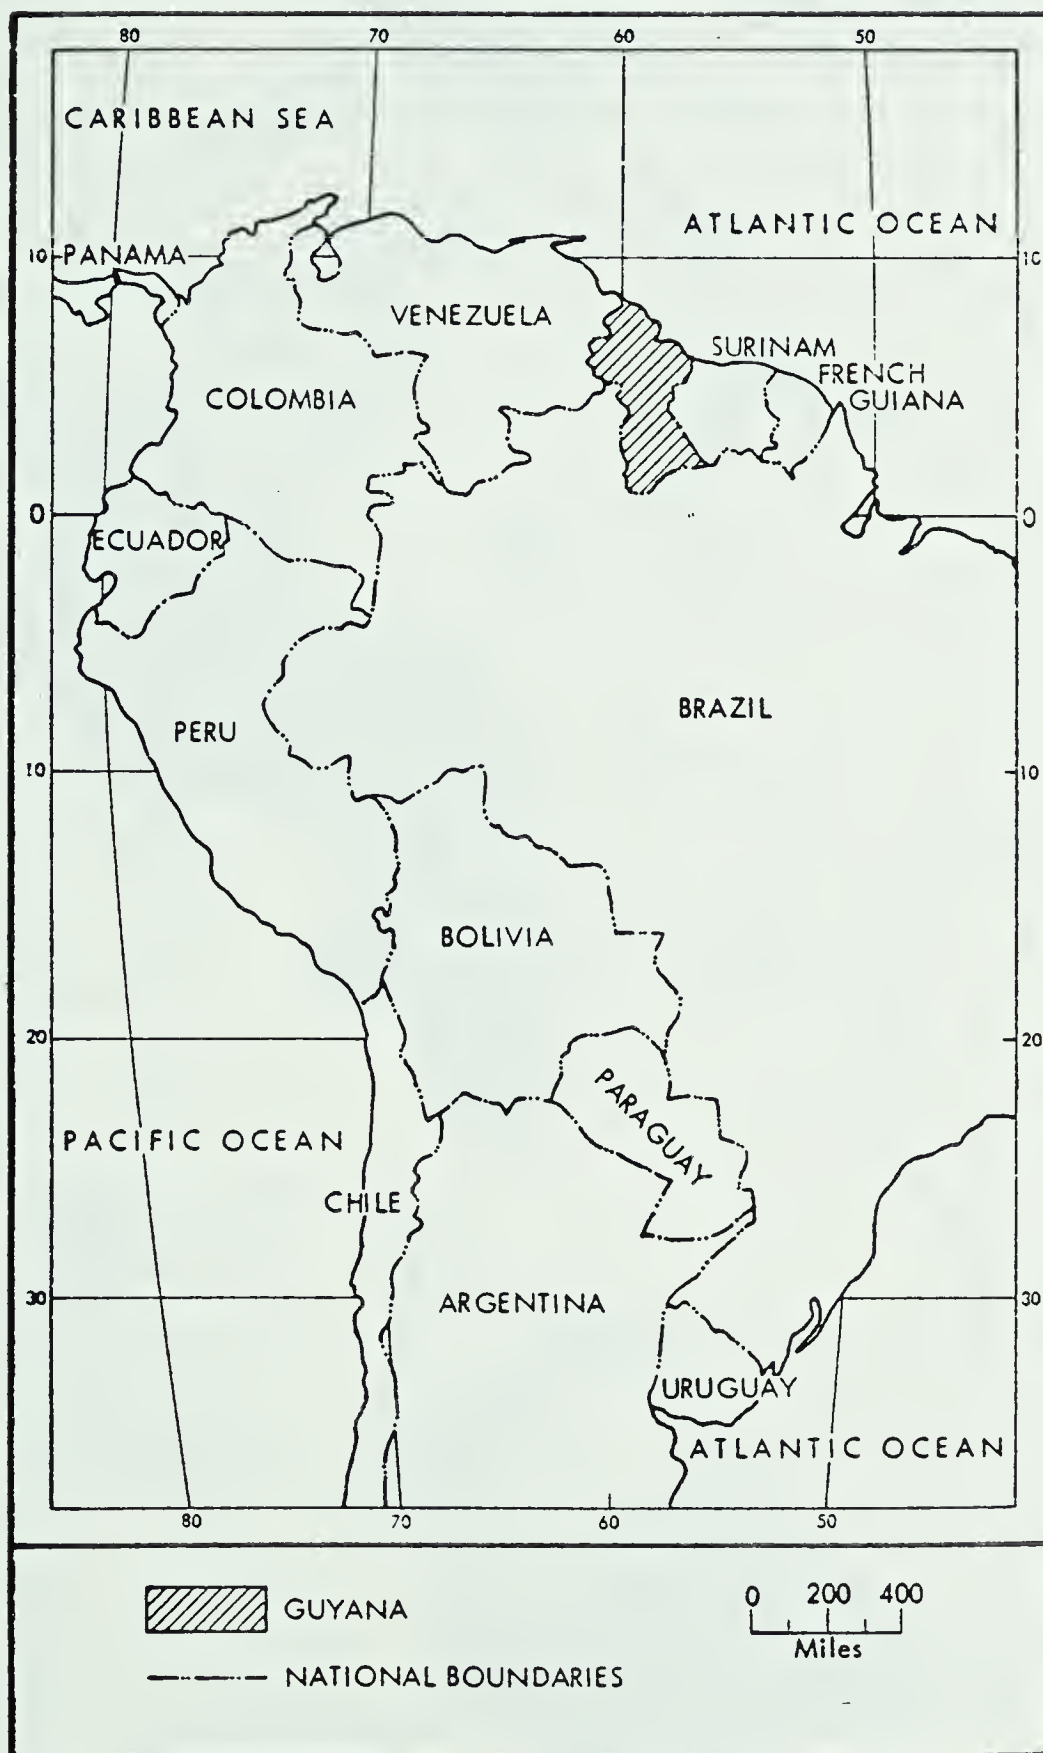 80 70 60 50
CARIBBEAN SEA
ATLANTIC OCEAN
10 PANAMA 10
VENEZUELA
SURINAM
FRENCH
GUIANA
COLOMBIA
0 0
ECUADOR
BRAZIL
PERU
10 10
BOLIVIA
20 20
PARAGUAY
PACIFIC OCEAN
CHILE
30 30
ARGENTINA
URUGUAY
ATLANTIC OCEAN
80 70 60 50
GUYANA
0 200 400
Miles
NATIONAL BOUNDARIES